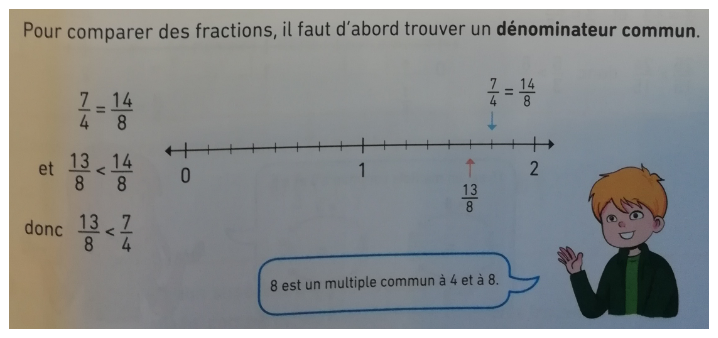 Pour comparer des fractions, il faut d'abord trouver un dénominateur commun.
7/4 = 14/8
7/4 = 14/8
et 13/8 < 14/8
0 1 2
13/8
donc 13/8 < 7/4
8 est un multiple commun à 4 et à 8.